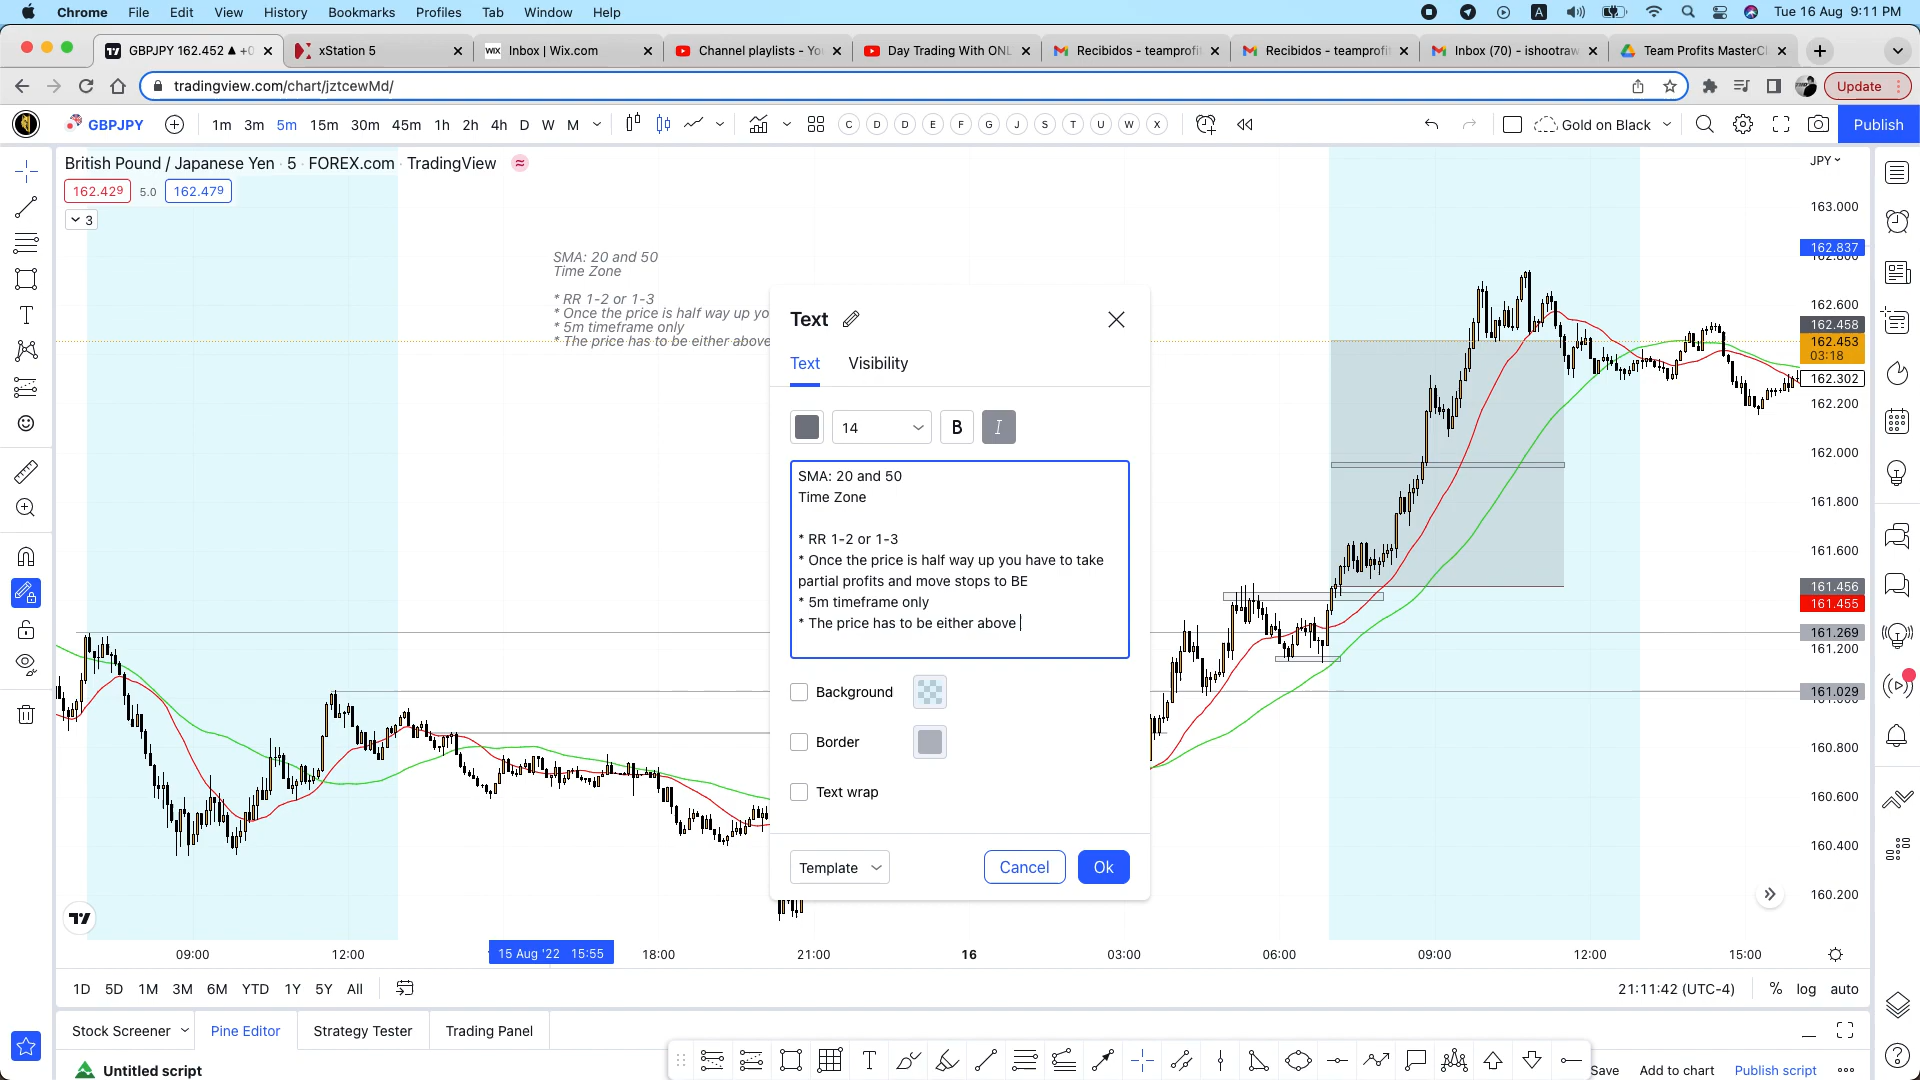 Chrome File Edit View History Bookmarks Profiles Tab Window Help A Tue 16 Aug 9:11 PM
GBPJPY 162.452 ▲ +0 xStation 5 WIX Inbox | Wix.com Channel playlists - Yo Day Trading With ONL Recibidos - teamprofit Recibidos - teamprofit Inbox (70) - ishootraw Team Profits MasterCl
tradingview.com/chart/jztcewMd/ Update
GBPJPY 1m 3m 5m 15m 30m 45m 1h 2h 4h D W M C D D E F G J S T U W X Gold on Black Publish
British Pound / Japanese Yen · 5 · FOREX.com · TradingView
JPY
162.429 5.0 162.479
3
SMA: 20 and 50
Time Zone
* RR 1-2 or 1-3
* Once the price is half way up yo
* 5m timeframe only
* The price has to be either above
Text
Text Visibility
14 B I
SMA: 20 and 50
Time Zone
* RR 1-2 or 1-3
* Once the price is half way up you have to take
partial profits and move stops to BE
* 5m timeframe only
* The price has to be either above
Background
Border
Text wrap
Template Cancel Ok
163.000
162.837
162.800
162.600
162.458
162.453
03:18
162.302
162.200
162.000
161.800
161.600
161.456
161.455
161.269
161.200
161.029
161.000
160.800
160.600
160.400
160.200
09:00 12:00 15 Aug '22 15:55 18:00 21:00 16 03:00 06:00 09:00 12:00 15:00
1D 5D 1M 3M 6M YTD 1Y 5Y All 21:11:42 (UTC-4) % log auto
Stock Screener Pine Editor Strategy Tester Trading Panel
Untitled script Save Add to chart Publish script